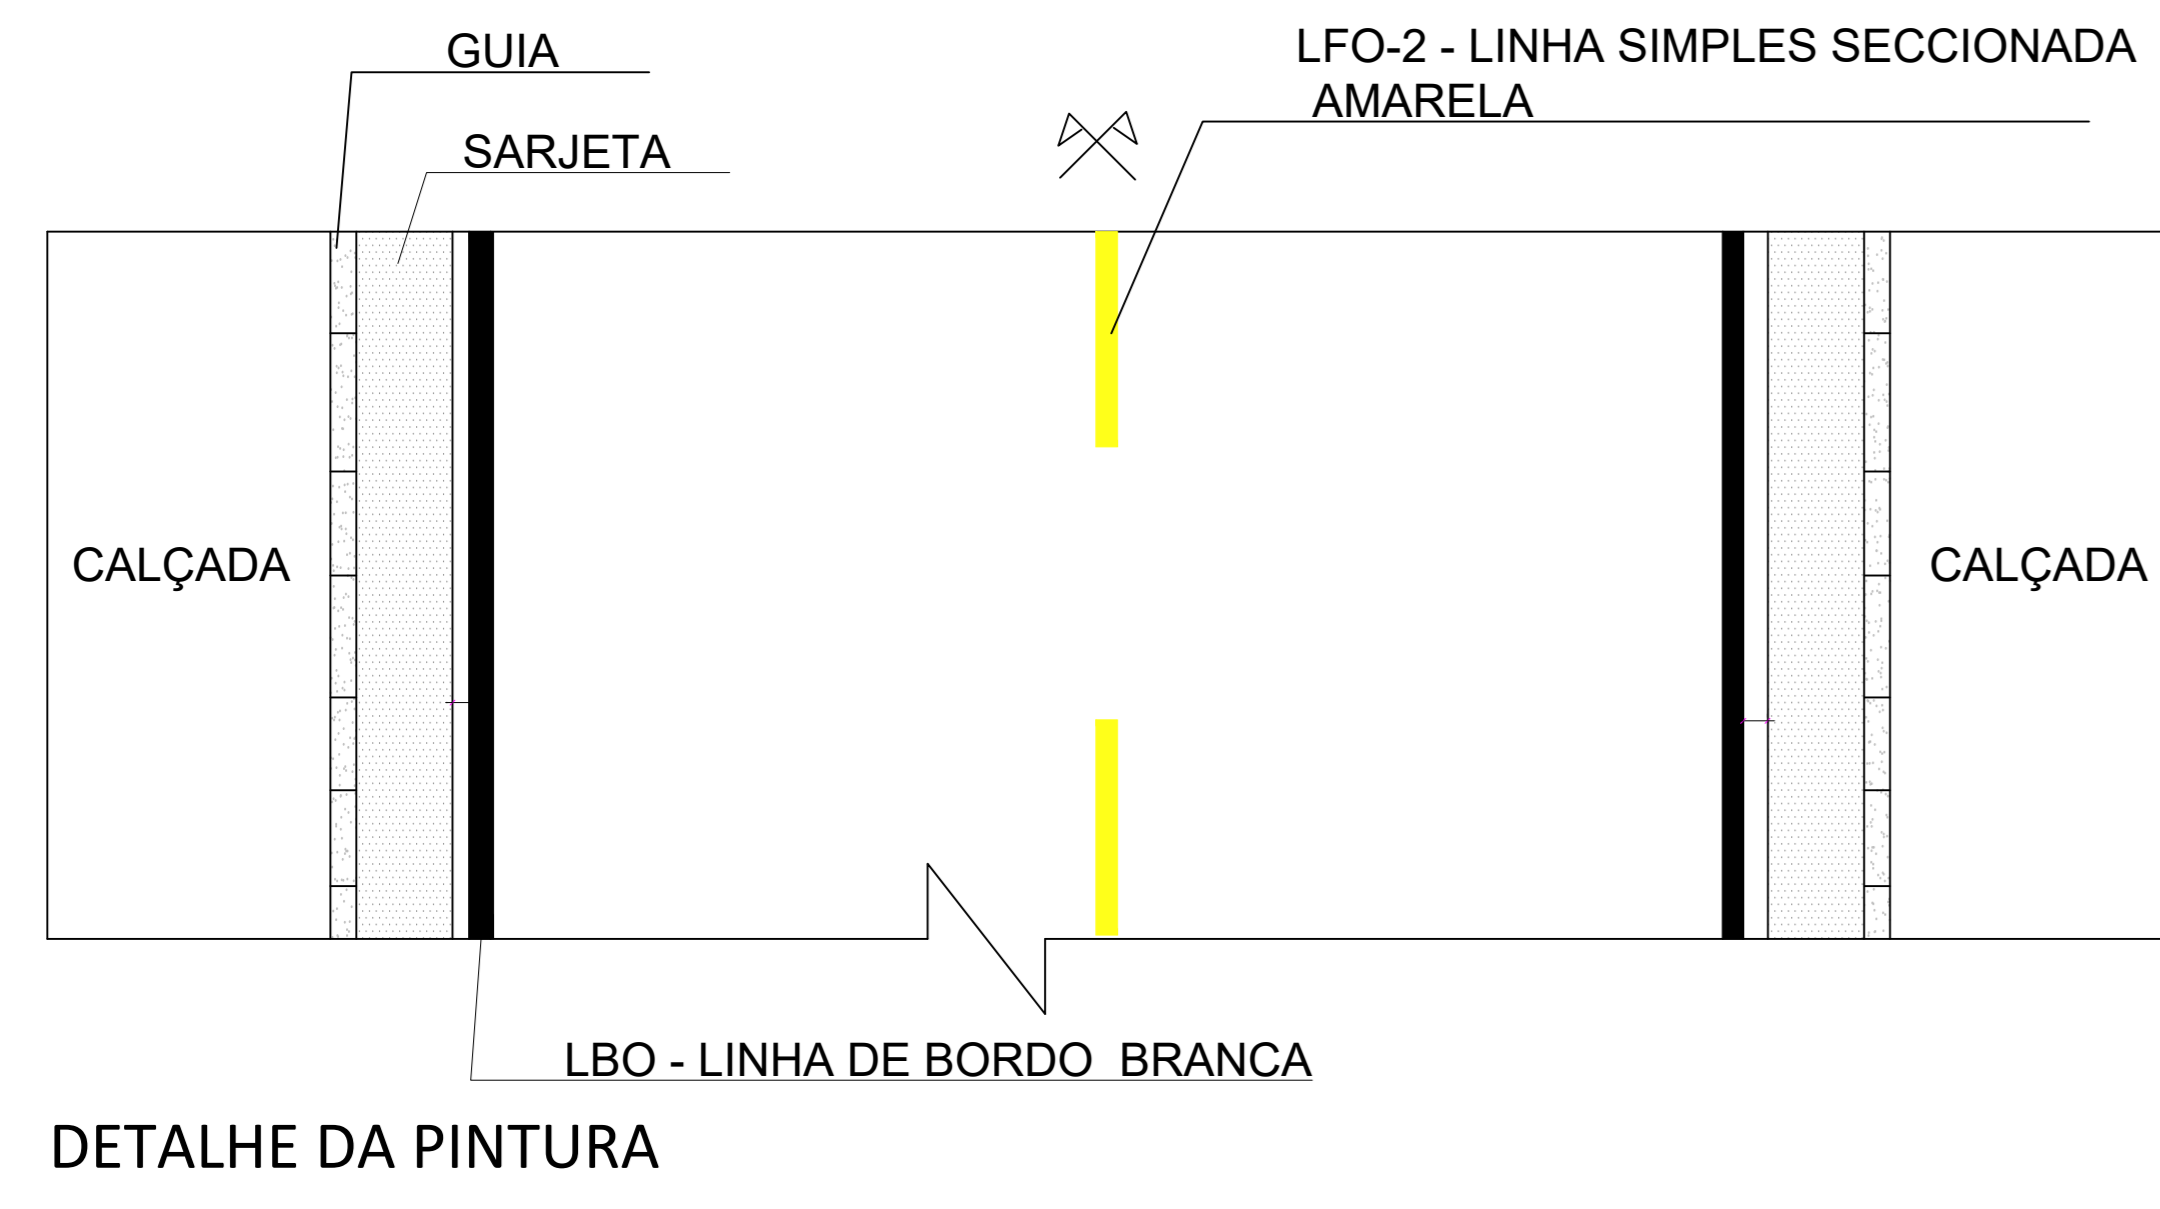 GUIA
LFO-2 - LINHA SIMPLES SECCIONADA
AMARELA
SARJETA
CALÇADA
CALÇADA
LBO - LINHA DE BORDO  BRANCA
DETALHE DA PINTURA